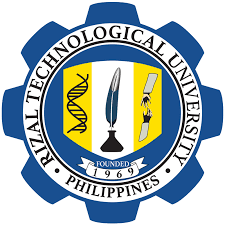 RIZAL TECHNOLOGICAL UNIVERSITY
FOUNDED
1969
PHILIPPINES